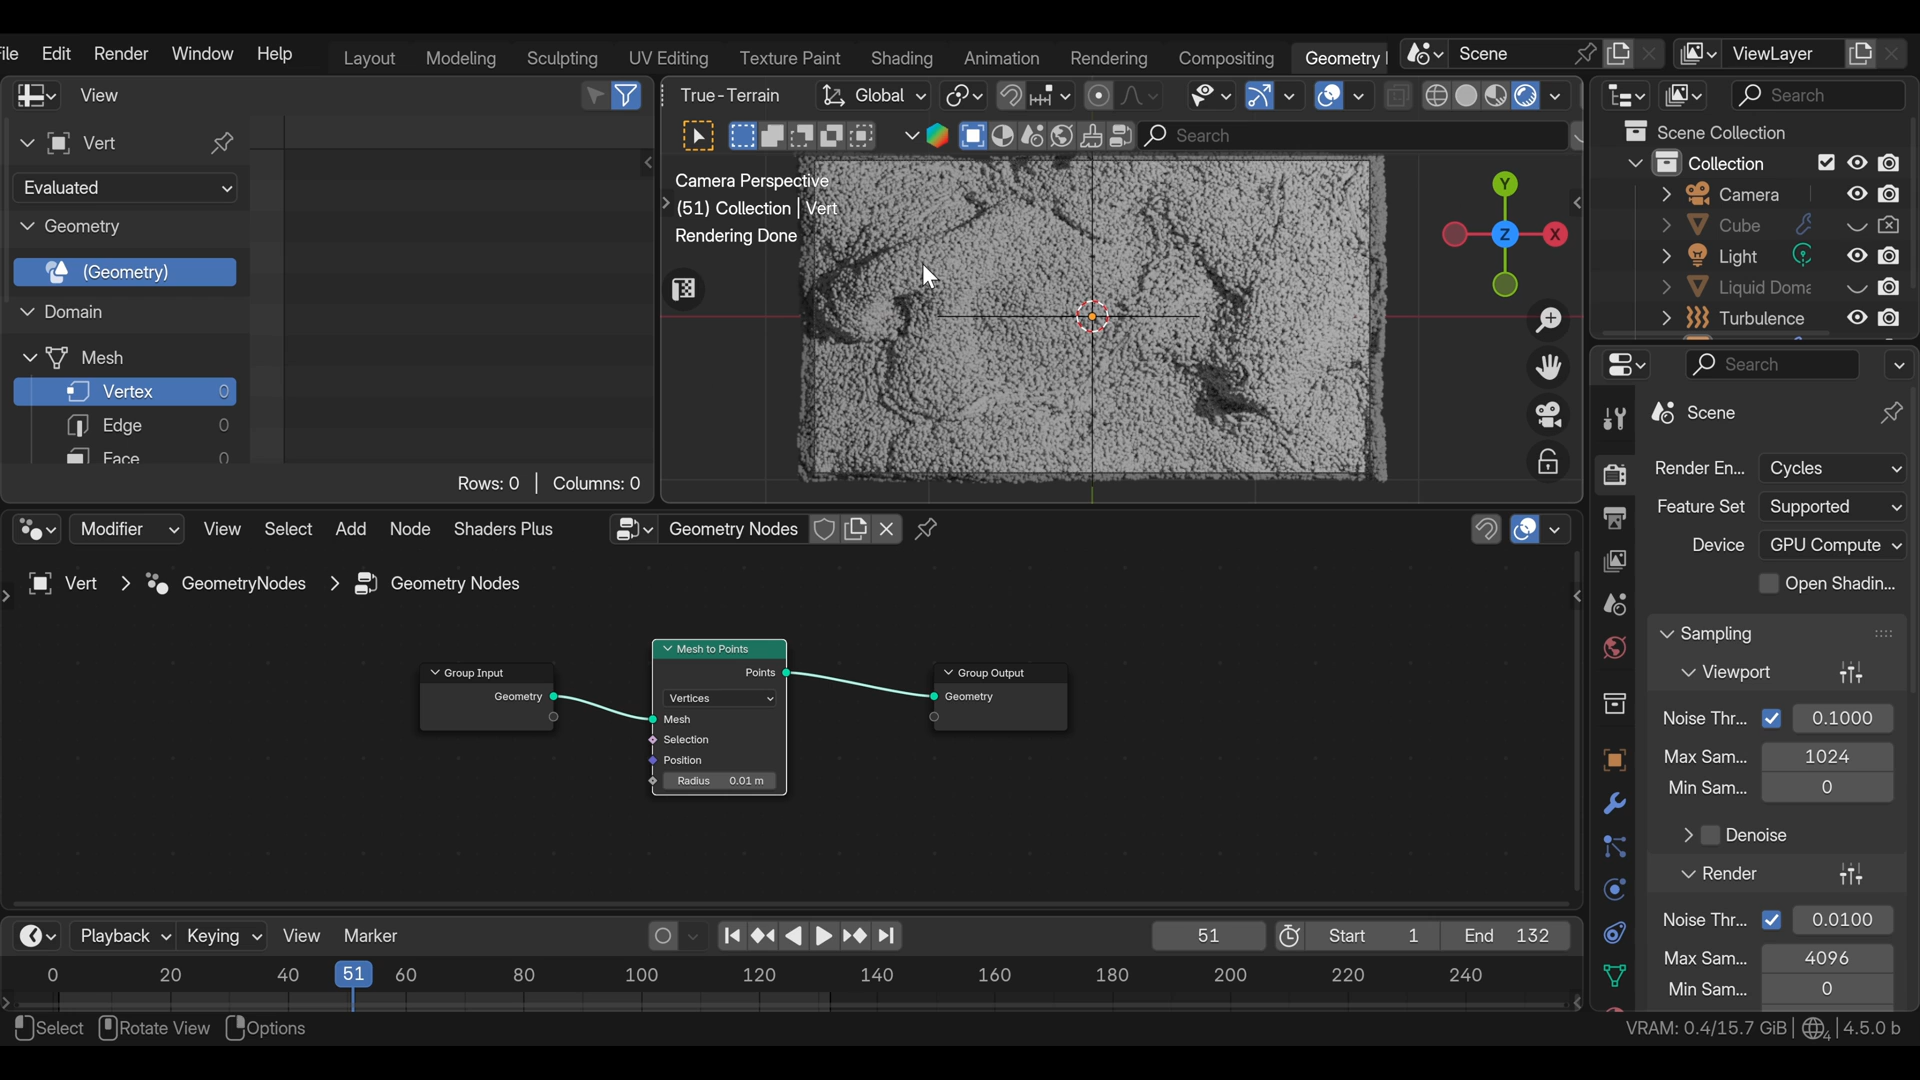 ile Edit Render Window Help Layout Modeling Sculpting UV Editing Texture Paint Shading Animation Rendering Compositing Geometry Scene ViewLayer
View
True-Terrain Global
Search
Search
Vert
Evaluated
Geometry
(Geometry)
Domain
Mesh
Vertex 0
Edge 0
Face 0
Rows: 0 Columns: 0
Camera Perspective
(51) Collection | Vert
Rendering Done
Y
Z X
Scene Collection
Collection
Camera
Cube
Light
Liquid Doma
Turbulence
Search
Scene
Render En... Cycles
Feature Set Supported
Device GPU Compute
Open Shadin...
Sampling
Viewport
Noise Thr... 0.1000
Max Sam... 1024
Min Sam... 0
Denoise
Render
Noise Thr... 0.0100
Max Sam... 4096
Min Sam... 0
Modifier View Select Add Node Shaders Plus Geometry Nodes
Vert GeometryNodes Geometry Nodes
Group Input
Geometry
Mesh to Points
Points
Vertices
Mesh
Selection
Position
Radius 0.01 m
Group Output
Geometry
Playback Keying View Marker 51 Start 1 End 132
0 20 40 51 60 80 100 120 140 160 180 200 220 240
Select Rotate View Options VRAM: 0.4/15.7 GiB 4 4.5.0 b